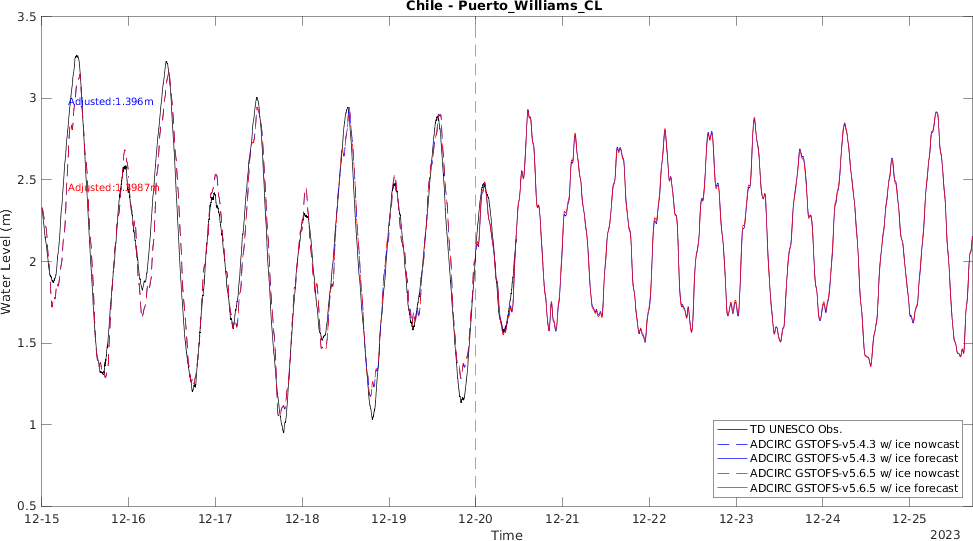 Chile - Puerto_Williams_CL
3.5
3
2.5
2
1.5
1
0.5
Water Level (m)
Adjusted:1.396m
Adjusted:1.3987m
TD UNESCO Obs.
ADCIRC GSTOFS-v5.4.3 w/ ice nowcast
ADCIRC GSTOFS-v5.4.3 w/ ice forecast
ADCIRC GSTOFS-v5.6.5 w/ ice nowcast
ADCIRC GSTOFS-v5.6.5 w/ ice forecast
12-15 12-16 12-17 12-18 12-19 12-20 12-21 12-22 12-23 12-24 12-25
Time
2023